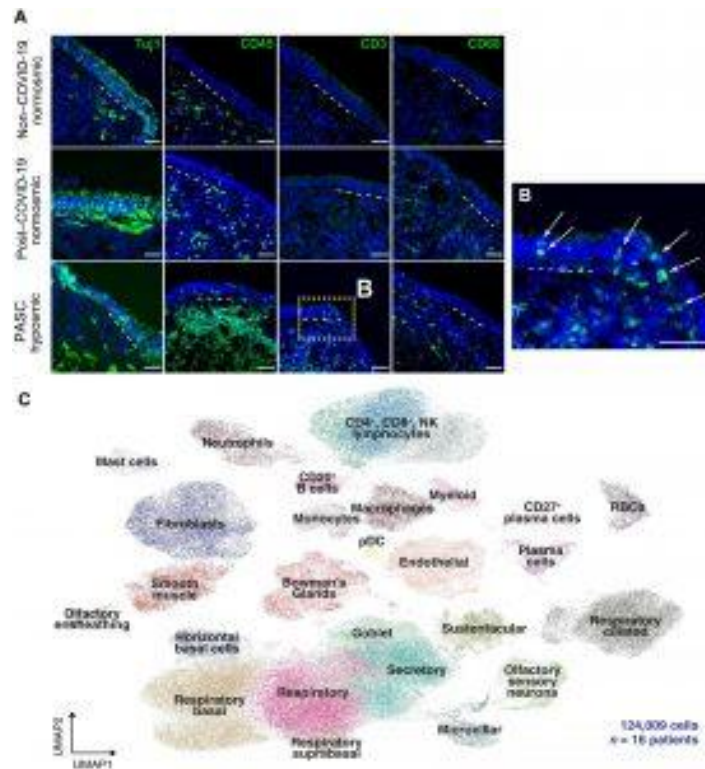 A
Tuj1 CD45 CD3 CD68
Non-COVID-19
normosmic
Post-COVID-19
normosmic
PASC
hyposmic
B
B
C
CD4⁺, CD8⁺, NK
lymphocytes
Neutrophils
Mast cells
CD20⁺
B cells
Myeloid
Macrophages
Monocytes
CD27⁺
plasma cells
RBCs
Fibroblasts
pDC
Endothelial
Plasma
cells
Smooth
muscle
Bowman's
Glands
Olfactory
ensheathing
Horizontal
basal cells
Goblet
Sustentacular
Respiratory
ciliated
Secretory
Olfactory
sensory
neurons
Respiratory
basal
Respiratory
Respiratory
suprabasal
Microvillar
UMAP2
UMAP1
124,009 cells
n = 16 patients